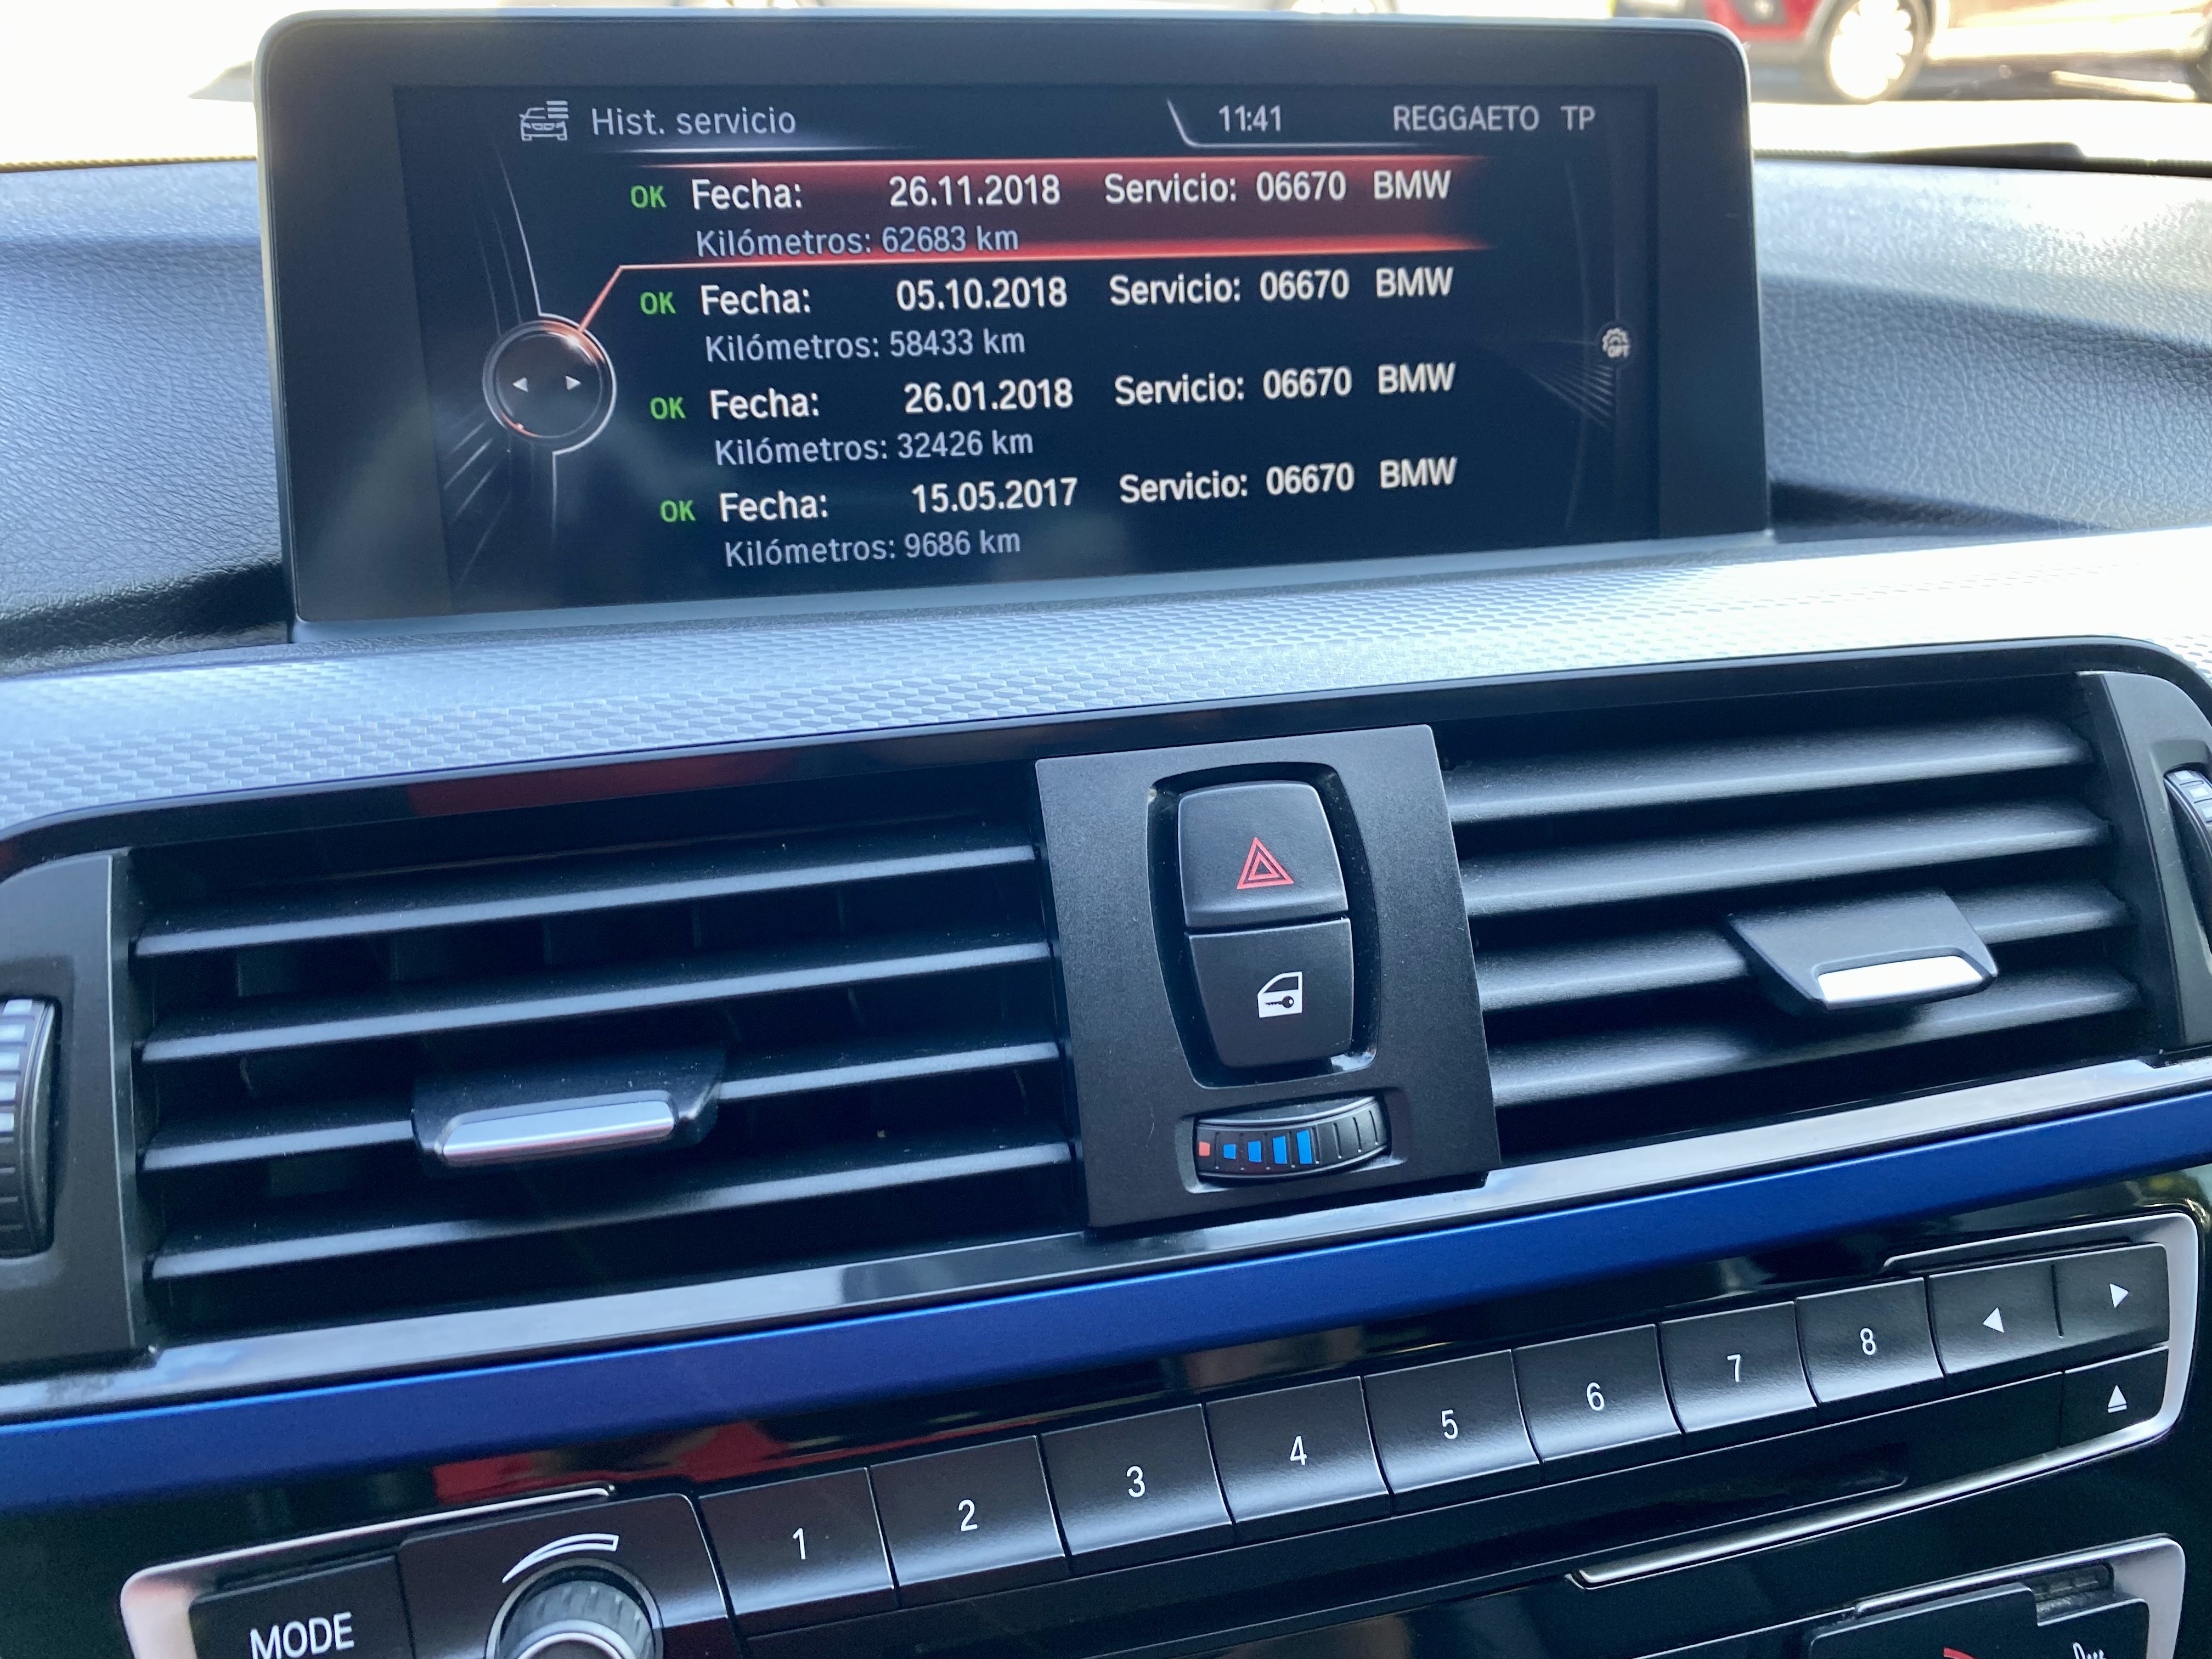 Hist. servicio 11:41 REGGAETO TP
OK Fecha: 26.11.2018 Servicio: 06670 BMW
Kilómetros: 62683 km
OK Fecha: 05.10.2018 Servicio: 06670 BMW
Kilómetros: 58433 km
OPT
OK Fecha: 26.01.2018 Servicio: 06670 BMW
Kilómetros: 32426 km
OK Fecha: 15.05.2017 Servicio: 06670 BMW
Kilómetros: 9686 km
MODE 1 2 3 4 5 6 7 8